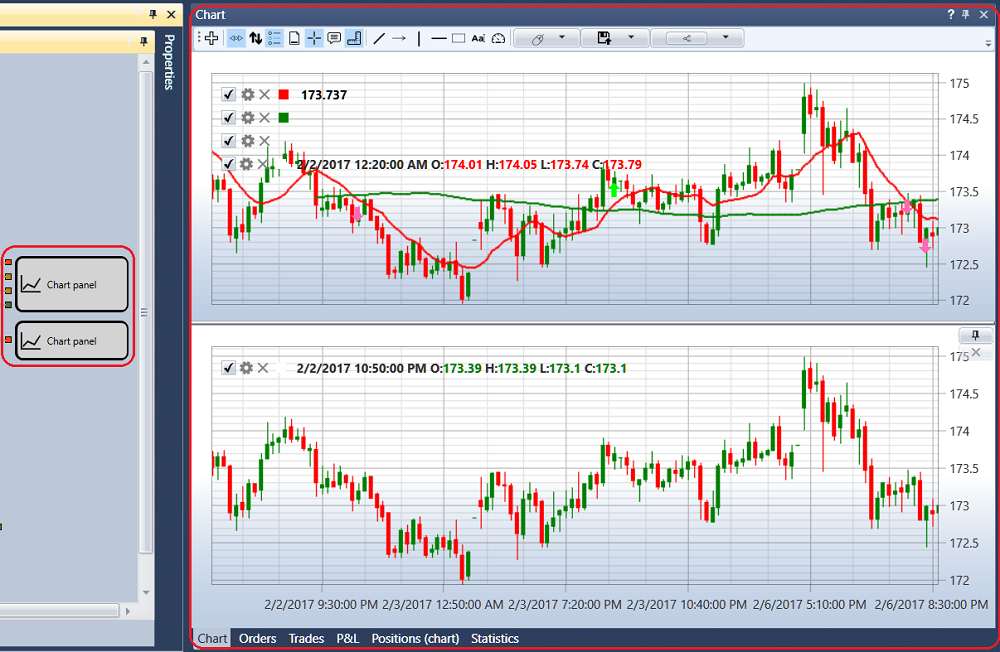 Chart
Properties
Aa
173.737
2/2/2017 12:20:00 AM O:174.01 H:174.05 L:173.74 C:173.79
175
174.5
174
173.5
173
172.5
172
Chart panel
Chart panel
2/2/2017 10:50:00 PM O:173.39 H:173.39 L:173.1 C:173.1
175
174.5
174
173.5
173
172.5
172
2/2/2017 9:30:00 PM 2/3/2017 12:50:00 AM 2/3/2017 7:20:00 PM 2/3/2017 10:40:00 PM 2/6/2017 5:10:00 PM 2/6/2017 8:30:00 PM
Chart Orders Trades P&L Positions (chart) Statistics